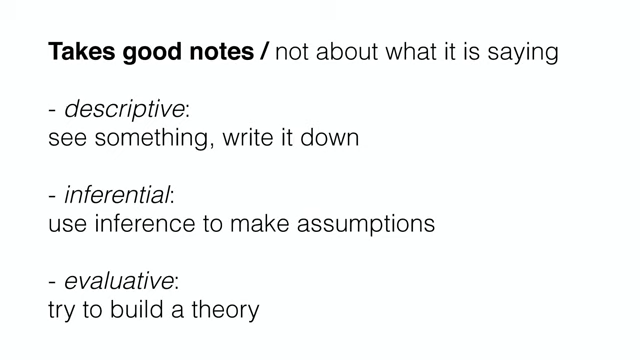 Takes good notes / not about what it is saying
- descriptive:
see something, write it down
- inferential:
use inference to make assumptions
- evaluative:
try to build a theory